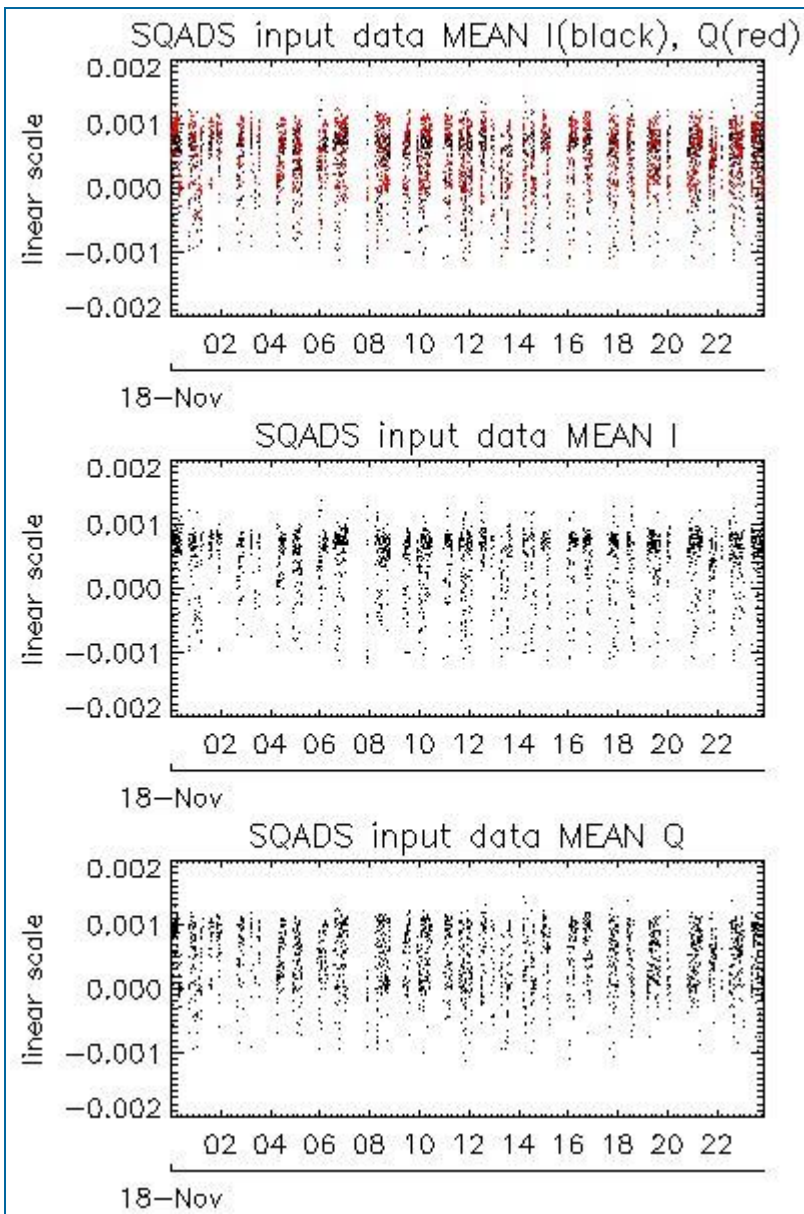 SQADS input data MEAN I(black), Q(red)
linear scale
0.002
0.001
0.000
-0.001
-0.002
02 04 06 08 10 12 14 16 18 20 22
18-Nov
SQADS input data MEAN I
linear scale
0.002
0.001
0.000
-0.001
-0.002
02 04 06 08 10 12 14 16 18 20 22
18-Nov
SQADS input data MEAN Q
linear scale
0.002
0.001
0.000
-0.001
-0.002
02 04 06 08 10 12 14 16 18 20 22
18-Nov